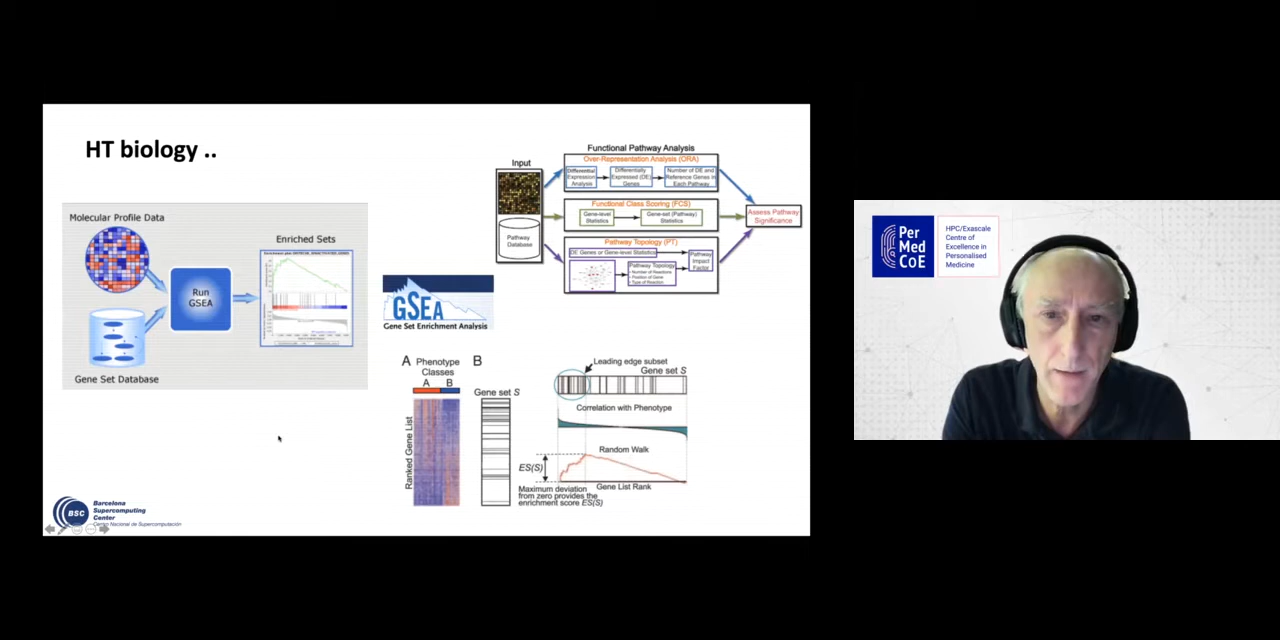 HT biology ..
Molecular Profile Data
Run
GSEA
Enriched Sets
Gene Set Database
GSEA
Gene Set Enrichment Analysis
Input
Pathway
Database
Functional Pathway Analysis
Over-Representation Analysis (ORA)
Differential
Expression
Analysis
Differentially
Expressed (DE)
Genes
Number of DE and
Reference Genes in
Each Pathway
Functional Class Scoring (FCS)
Gene-level
Statistics
Gene-set (Pathway)
Statistics
Pathway Topology (PT)
DE Genes or Gene-level Statistics
Pathway Topology
• Number of Reactions
• Position of Gene
• Type of Reaction
Pathway
Impact
Factor
Assess Pathway
Significance
A Phenotype
Classes
A B
Ranked Gene List
B
Gene set S
Leading edge subset
Gene set S
Correlation with Phenotype
Random Walk
ES(S)
Gene List Rank
Maximum deviation
from zero provides the
enrichment score ES(S)
BSC
Barcelona
Supercomputing
Center
Centro Nacional de Supercomputación
Per
Med
CoE
HPC/Exascale
Centre of
Excellence in
Personalised
Medicine